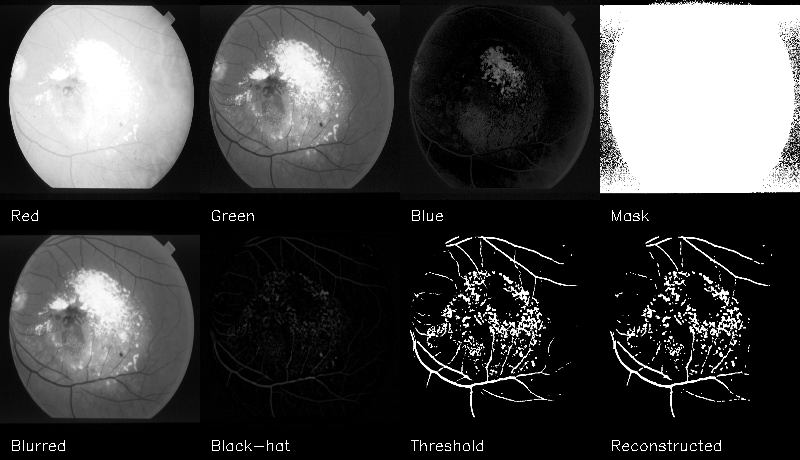 Red
Green
Blue
Mask
Blurred
Black-hat
Threshold
Reconstructed